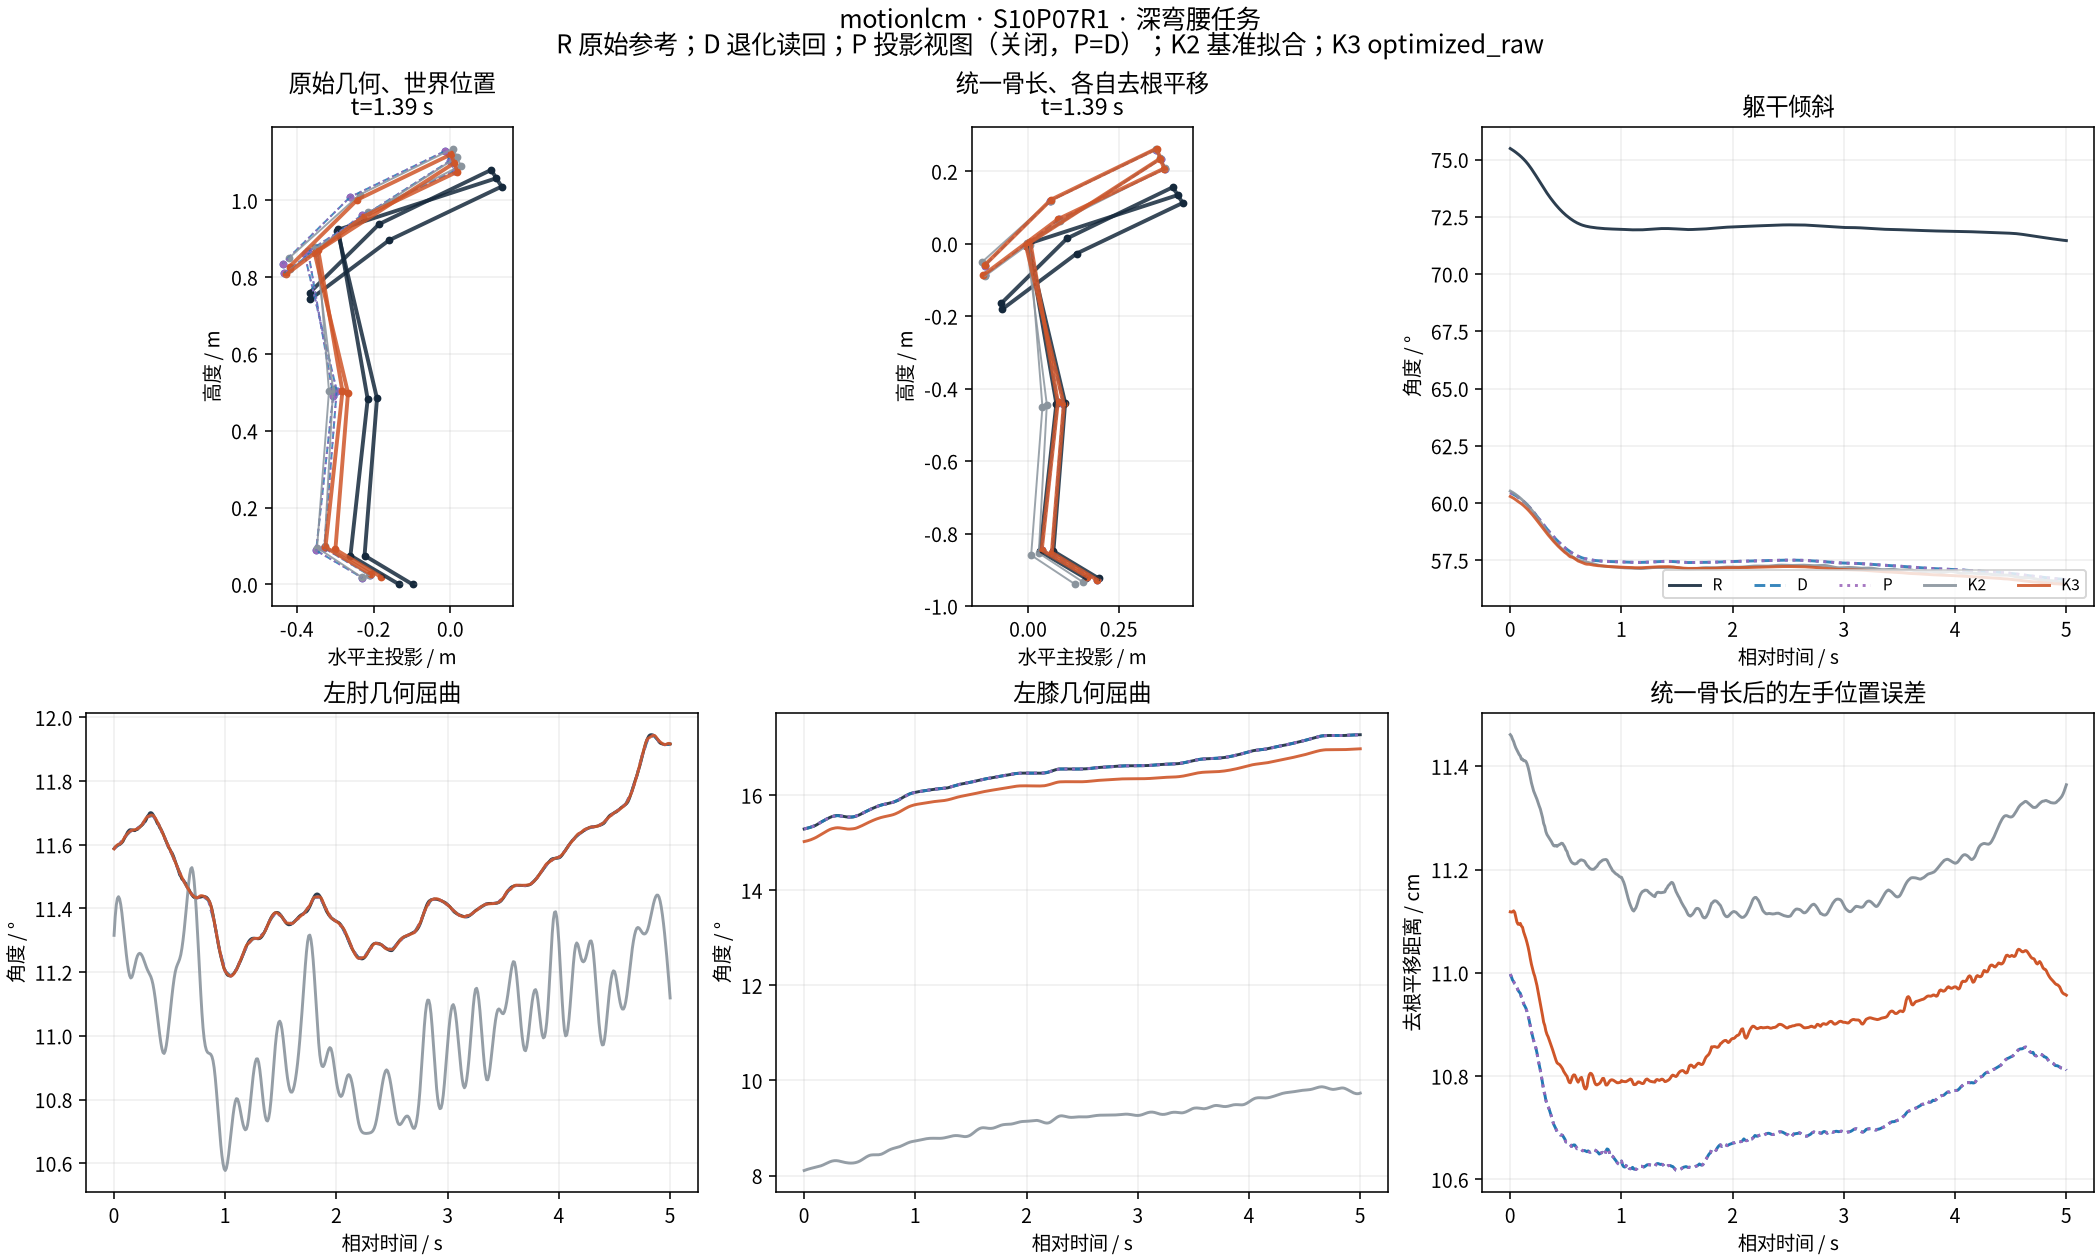 motionlcm · S10P07R1 · 深弯腰任务
R 原始参考；D 退化读回；P 投影视图（关闭，P=D）；K2 基准拟合；K3 optimized_raw
原始几何、世界位置
t=1.39 s
1.0
0.8
0.6
0.4
0.2
0.0
高度 / m
-0.4 -0.2 0.0
水平主投影 / m
统一骨长、各自去根平移
t=1.39 s
0.2
0.0
-0.2
-0.4
-0.6
-0.8
-1.0
高度 / m
0.00 0.25
水平主投影 / m
躯干倾斜
75.0
72.5
70.0
67.5
65.0
62.5
60.0
57.5
角度 / °
R D P K2 K3
0 1 2 3 4 5
相对时间 / s
左肘几何屈曲
12.0
11.8
11.6
11.4
11.2
11.0
10.8
10.6
角度 / °
0 1 2 3 4 5
相对时间 / s
左膝几何屈曲
16
14
12
10
8
角度 / °
0 1 2 3 4 5
相对时间 / s
统一骨长后的左手位置误差
11.4
11.2
11.0
10.8
10.6
去根平移距离 / cm
0 1 2 3 4 5
相对时间 / s